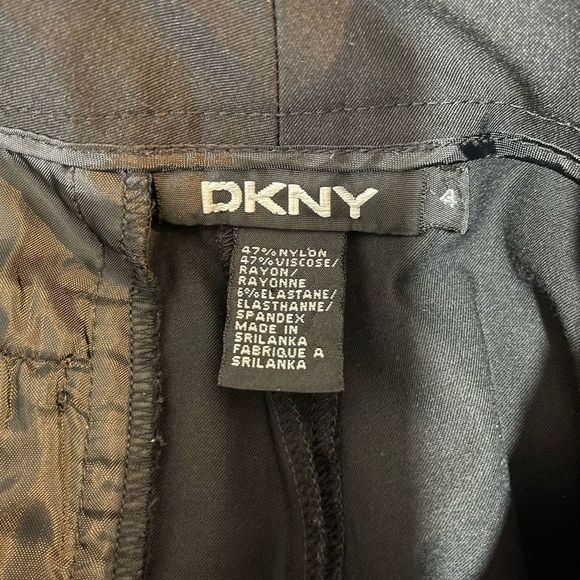 DKNY
4
47%NYLON
47%VISCOSE/
RAYON/
RAYONNE
6%ELASTANE/
ELASTHANNE/
SPANDEX
MADE IN
SRILANKA
FABRIQUE A
SRILANKA